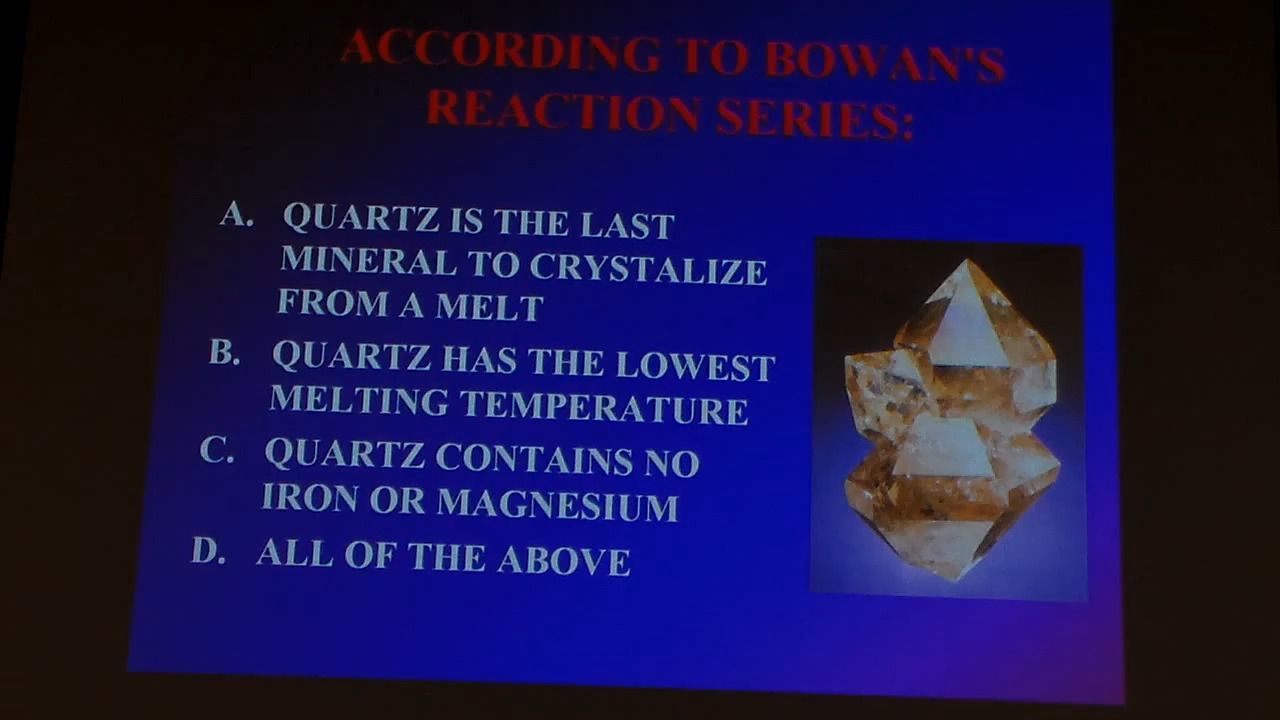 ACCORDING TO BOWAN'S
REACTION SERIES:
A. QUARTZ IS THE LAST
MINERAL TO CRYSTALIZE
FROM A MELT
B. QUARTZ HAS THE LOWEST
MELTING TEMPERATURE
C. QUARTZ CONTAINS NO
IRON OR MAGNESIUM
D. ALL OF THE ABOVE